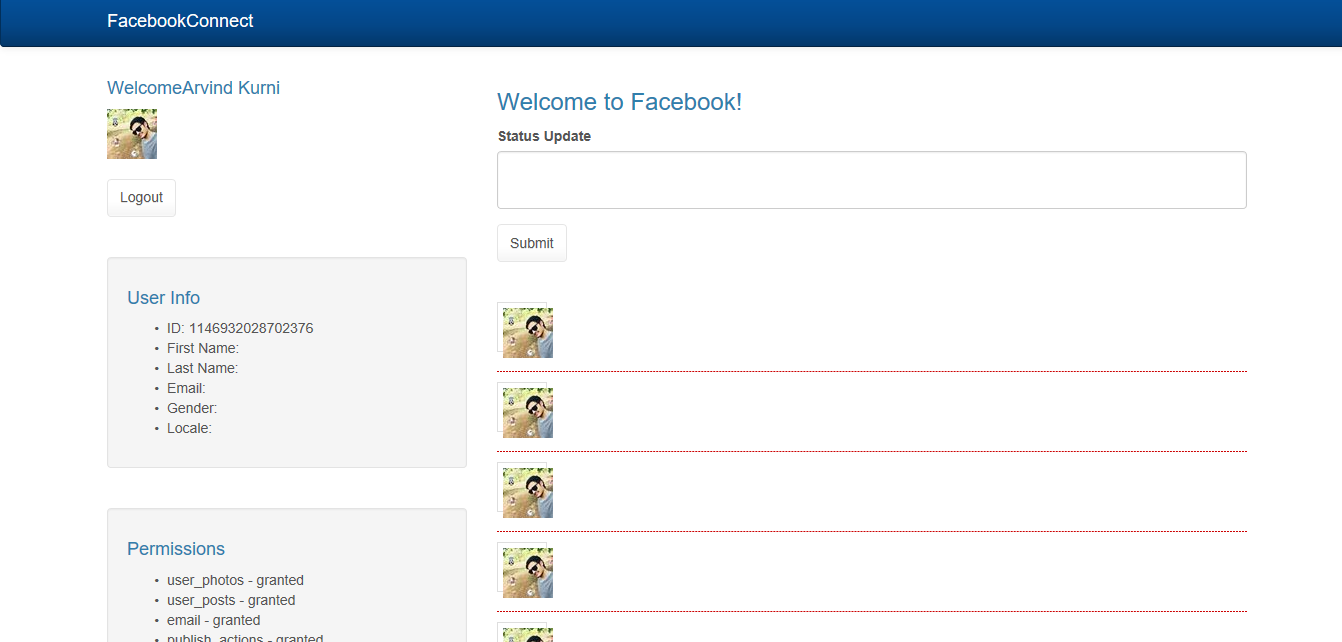 FacebookConnect
WelcomeArvind Kurni
Logout
User Info
ID: 1146932028702376
First Name:
Last Name:
Email:
Gender:
Locale:
Permissions
user_photos - granted
user_posts - granted
email - granted
publish_actions - granted
Welcome to Facebook!
Status Update
Submit